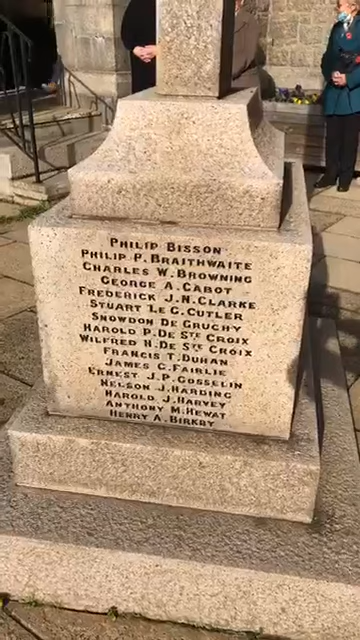 Philip Bisson
Philip P. Braithwaite
Charles W. Browning
George A. Cabot
Frederick J. N. Clarke
Stuart Le G. Cutler
Snowdon De Gruchy
Harold P. De Ste Croix
Wilfred H. De Ste Croix
Francis T. Duhan
James G. Fairlie
Ernest J. P. Gosselin
Nelson J. Harding
Harold J. Harvey
Anthony M. Hewat
Henry A. Birkby